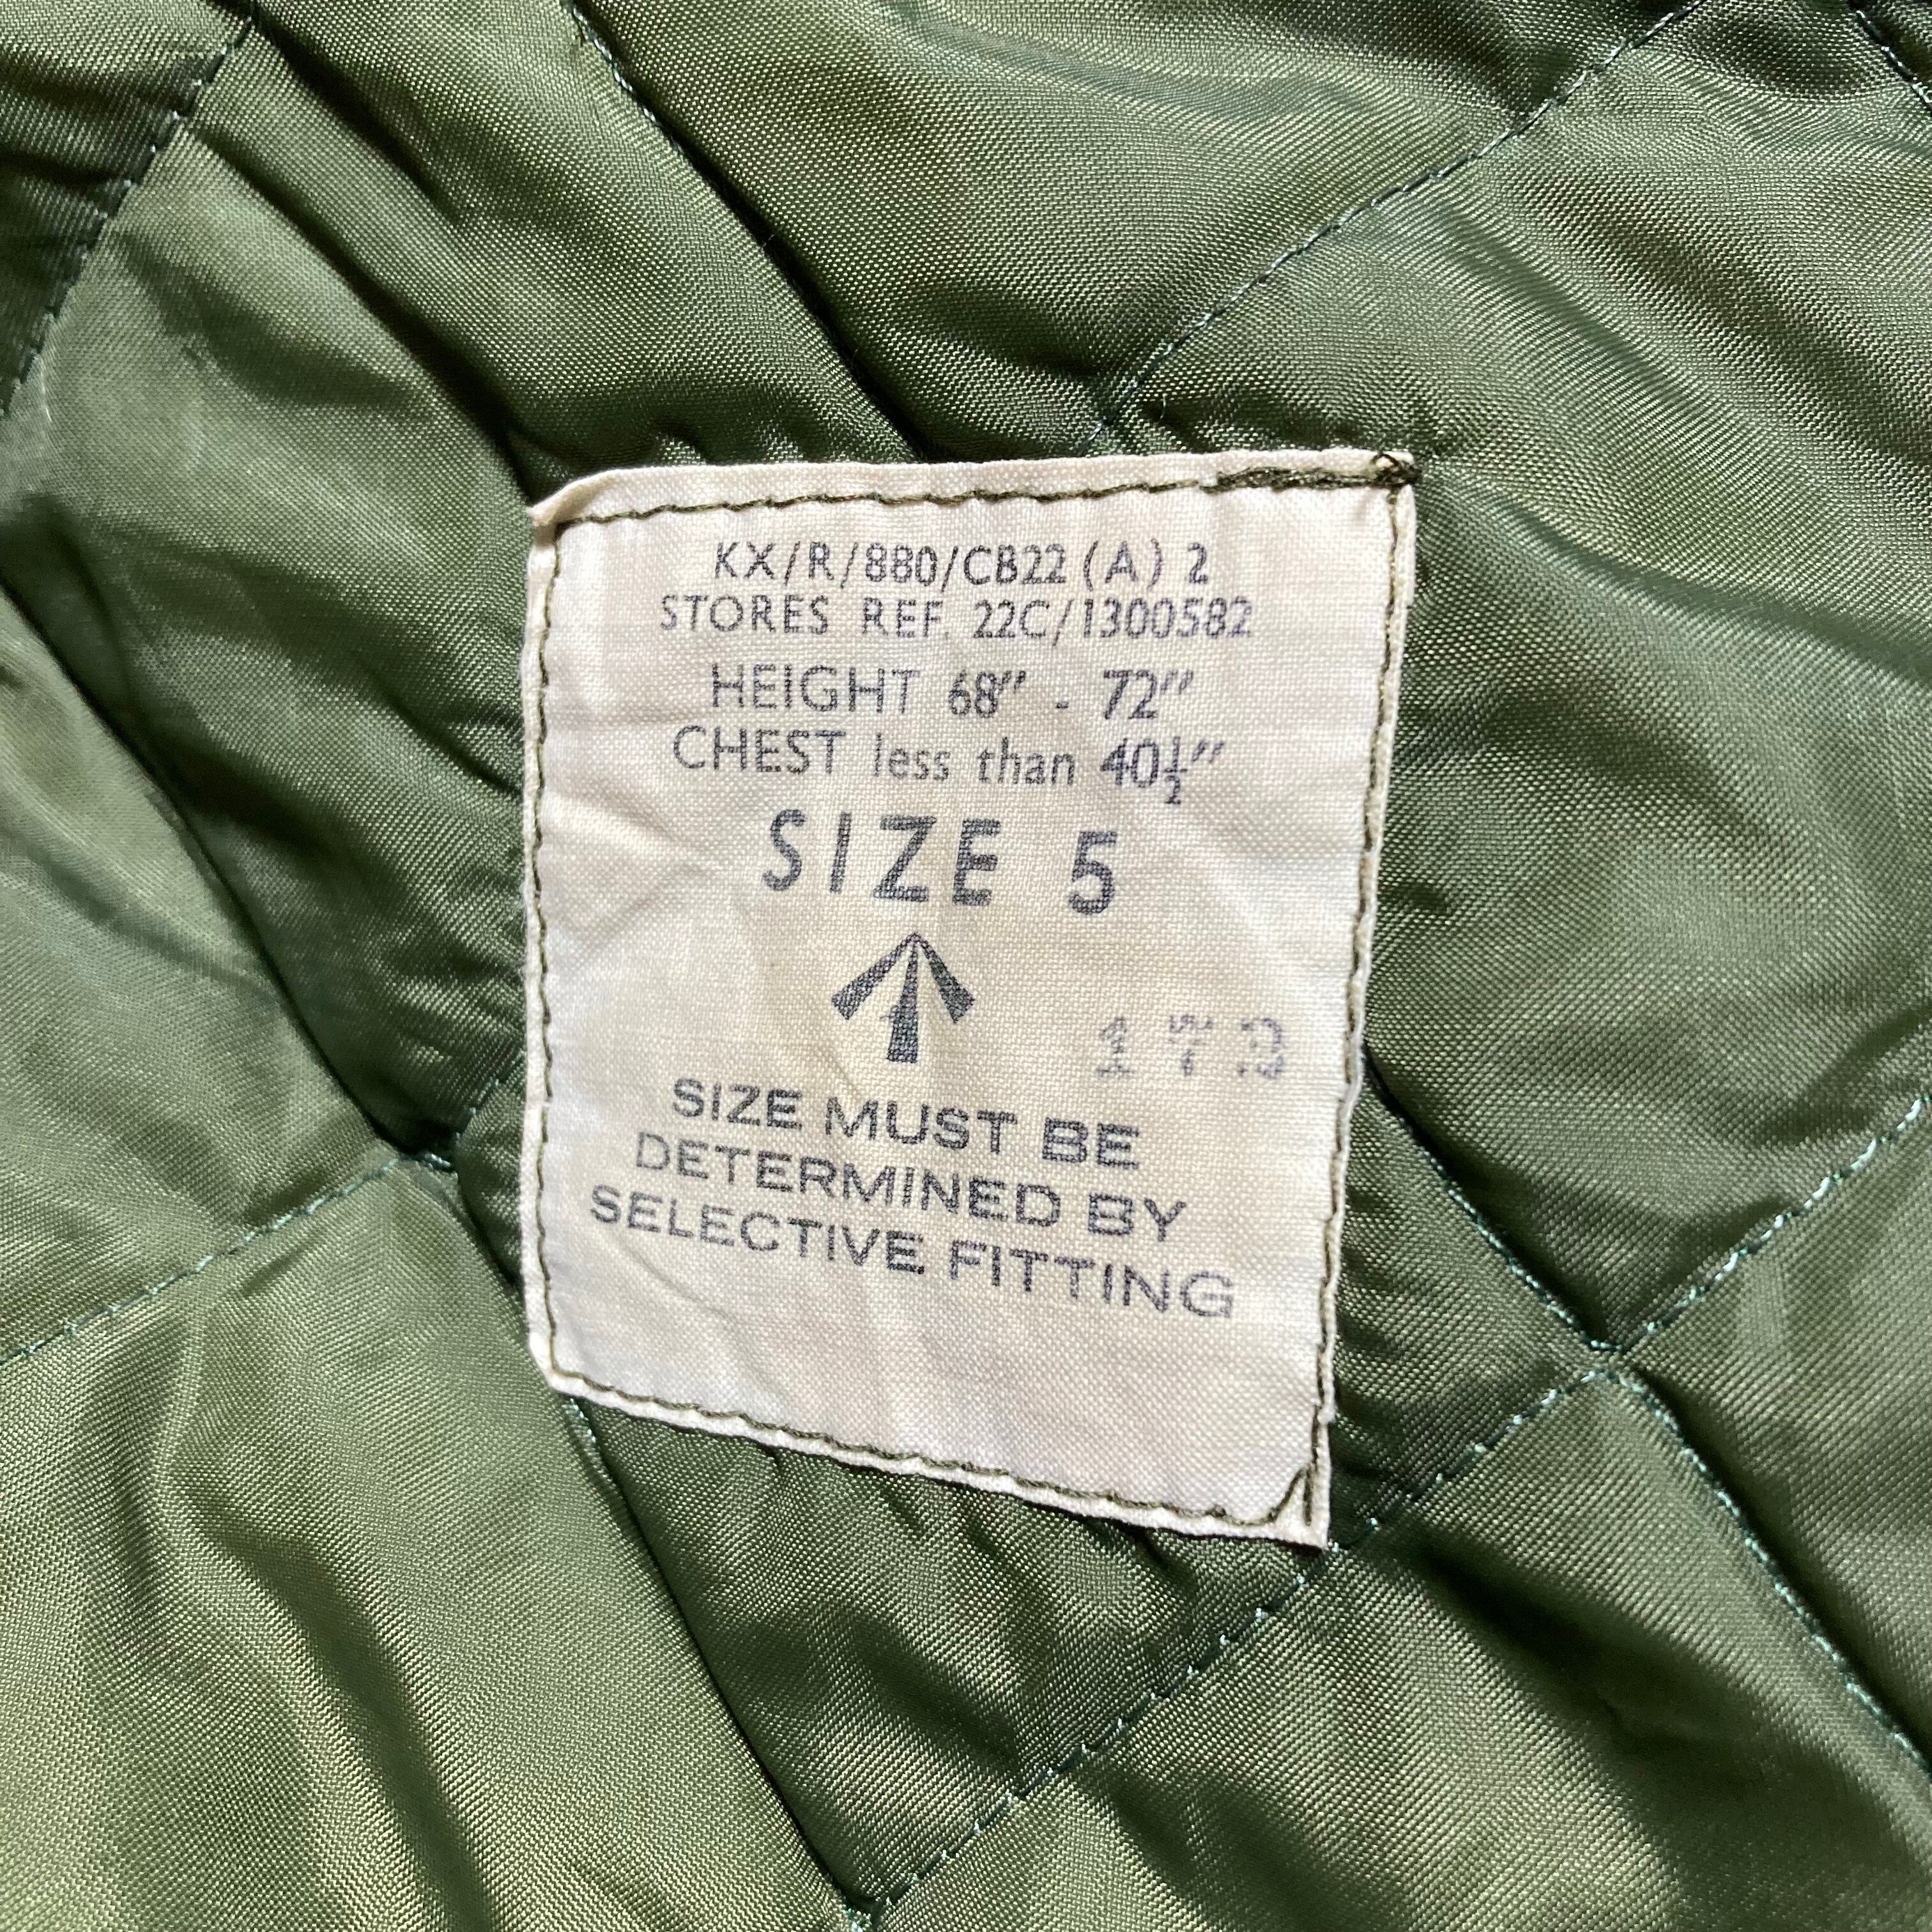 KX/R/880/CB22 (A) 2
STORES REF. 22C/1300582
HEIGHT 68" - 72"
CHEST less than 40½"
SIZE 5
173
SIZE MUST BE
DETERMINED BY
SELECTIVE FITTING